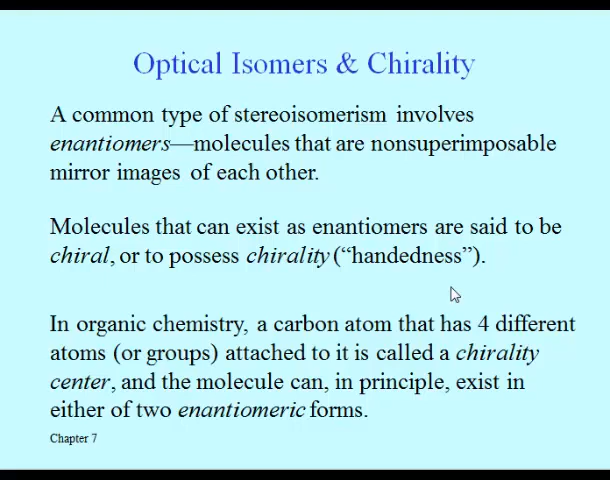 Optical Isomers & Chirality
A common type of stereoisomerism involves
enantiomers—molecules that are nonsuperimposable
mirror images of each other.
Molecules that can exist as enantiomers are said to be
chiral, or to possess chirality (“handedness”).
In organic chemistry, a carbon atom that has 4 different
atoms (or groups) attached to it is called a chirality
center, and the molecule can, in principle, exist in
either of two enantiomeric forms.
Chapter 7